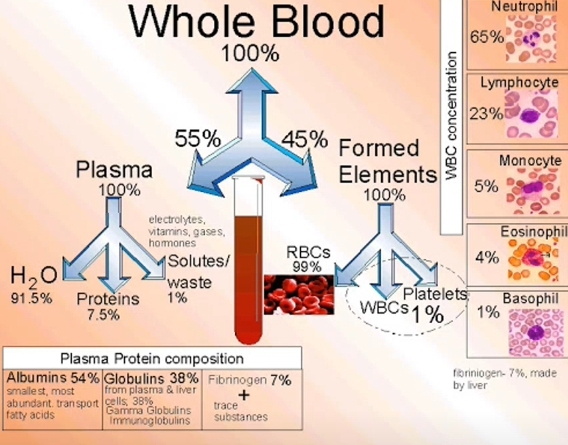 Whole Blood
100%
55%
45%
Plasma
100%
electrolytes,
vitamins, gases,
hormones
H2O
91.5%
Proteins
7.5%
Solutes/
waste
1%
Formed
Elements
100%
RBCs
99%
WBCs
Platelets
1%
WBC concentration
Neutrophil
65%
Lymphocyte
23%
Monocyte
5%
Eosinophil
4%
Basophil
1%
fibriniogen- 7%, made
by liver
Plasma Protein composition
Albumins 54%
smallest, most
abundant. transport
fatty acids
Globulins 38%
from plasma & liver
cells, 38%
Gamma Globulins
Immunoglobulins
Fibrinogen 7%
+
trace
substances